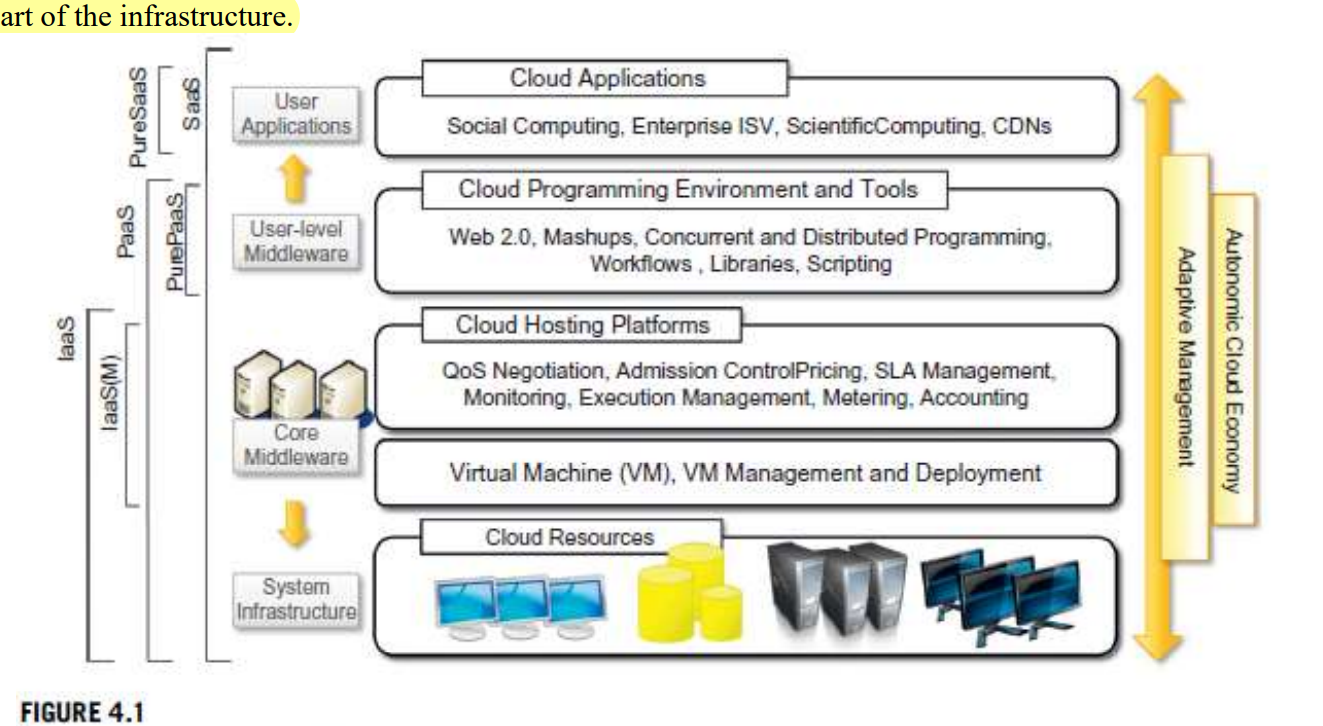 art of the infrastructure.
PureSaaS
SaaS
User
Applications
Cloud Applications
Social Computing, Enterprise ISV, ScientificComputing, CDNs
PaaS
PurePaaS
User-level
Middleware
Cloud Programming Environment and Tools
Web 2.0, Mashups, Concurrent and Distributed Programming,
Workflows , Libraries, Scripting
IaaS
IaaS(M)
Core
Middleware
Cloud Hosting Platforms
QoS Negotiation, Admission ControlPricing, SLA Management,
Monitoring, Execution Management, Metering, Accounting
Virtual Machine (VM), VM Management and Deployment
System
Infrastructure
Cloud Resources
Adaptive Management
Autonomic Cloud Economy
FIGURE 4.1